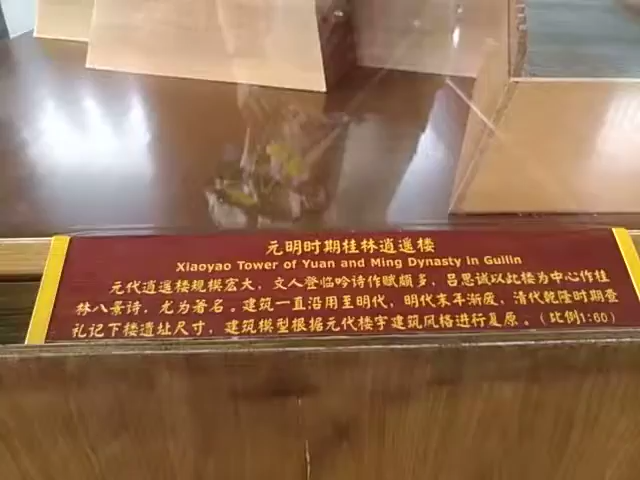 元明时期桂林逍遥楼
Xiaoyao Tower of Yuan and Ming Dynasty in Guilin
元代逍遥楼规模宏大，文人登临吟诗作赋颇多，吕思诚以此楼为中心作桂
林八景诗，尤为著名。建筑一直沿用至明代，明代末年渐废，清代乾隆时期查
礼记下楼遗址尺寸，建筑模型根据元代楼宇建筑风格进行复原。（比例1:60）